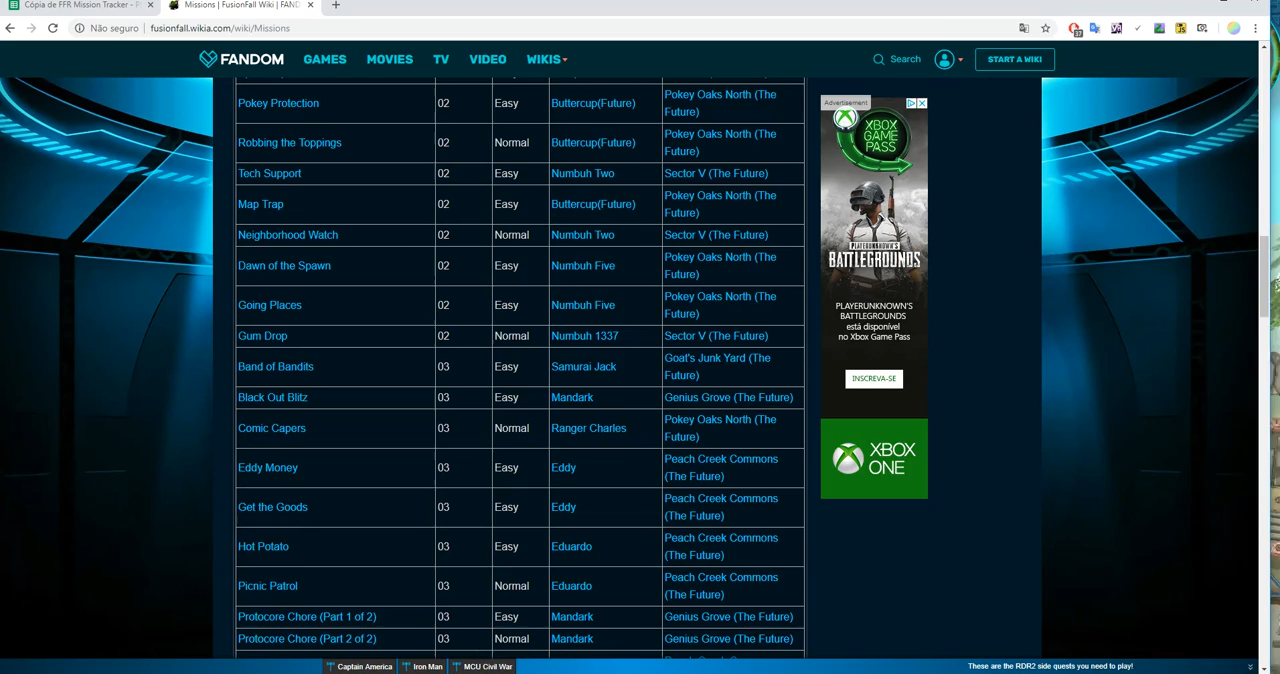 Cópia de FFR Mission Tracker - P
Missions | FusionFall Wiki | FAND
Não seguro | fusionfall.wikia.com/wiki/Missions
37
FANDOM GAMES MOVIES TV VIDEO WIKIS Search START A WIKI
Pokey Protection 02 Easy Buttercup(Future) Pokey Oaks North (The
Future)
Robbing the Toppings 02 Normal Buttercup(Future) Pokey Oaks North (The
Future)
Tech Support 02 Easy Numbuh Two Sector V (The Future)
Map Trap 02 Easy Buttercup(Future) Pokey Oaks North (The
Future)
Neighborhood Watch 02 Normal Numbuh Two Sector V (The Future)
Dawn of the Spawn 02 Easy Numbuh Five Pokey Oaks North (The
Future)
Going Places 02 Easy Numbuh Five Pokey Oaks North (The
Future)
Gum Drop 02 Normal Numbuh 1337 Sector V (The Future)
Band of Bandits 03 Easy Samurai Jack Goat's Junk Yard (The
Future)
Black Out Blitz 03 Easy Mandark Genius Grove (The Future)
Comic Capers 03 Normal Ranger Charles Pokey Oaks North (The
Future)
Eddy Money 03 Easy Eddy Peach Creek Commons
(The Future)
Get the Goods 03 Easy Eddy Peach Creek Commons
(The Future)
Hot Potato 03 Easy Eduardo Peach Creek Commons
(The Future)
Picnic Patrol 03 Normal Eduardo Peach Creek Commons
(The Future)
Protocore Chore (Part 1 of 2) 03 Easy Mandark Genius Grove (The Future)
Protocore Chore (Part 2 of 2) 03 Normal Mandark Genius Grove (The Future)
Advertisement
XBOX
GAME
PASS
PLAYERUNKNOWN'S
BATTLEGROUNDS
PLAYERUNKNOWN'S
BATTLEGROUNDS
está disponível
no Xbox Game Pass
INSCREVA-SE
XBOX
ONE
Captain America Iron Man MCU Civil War These are the RDR2 side quests you need to play!